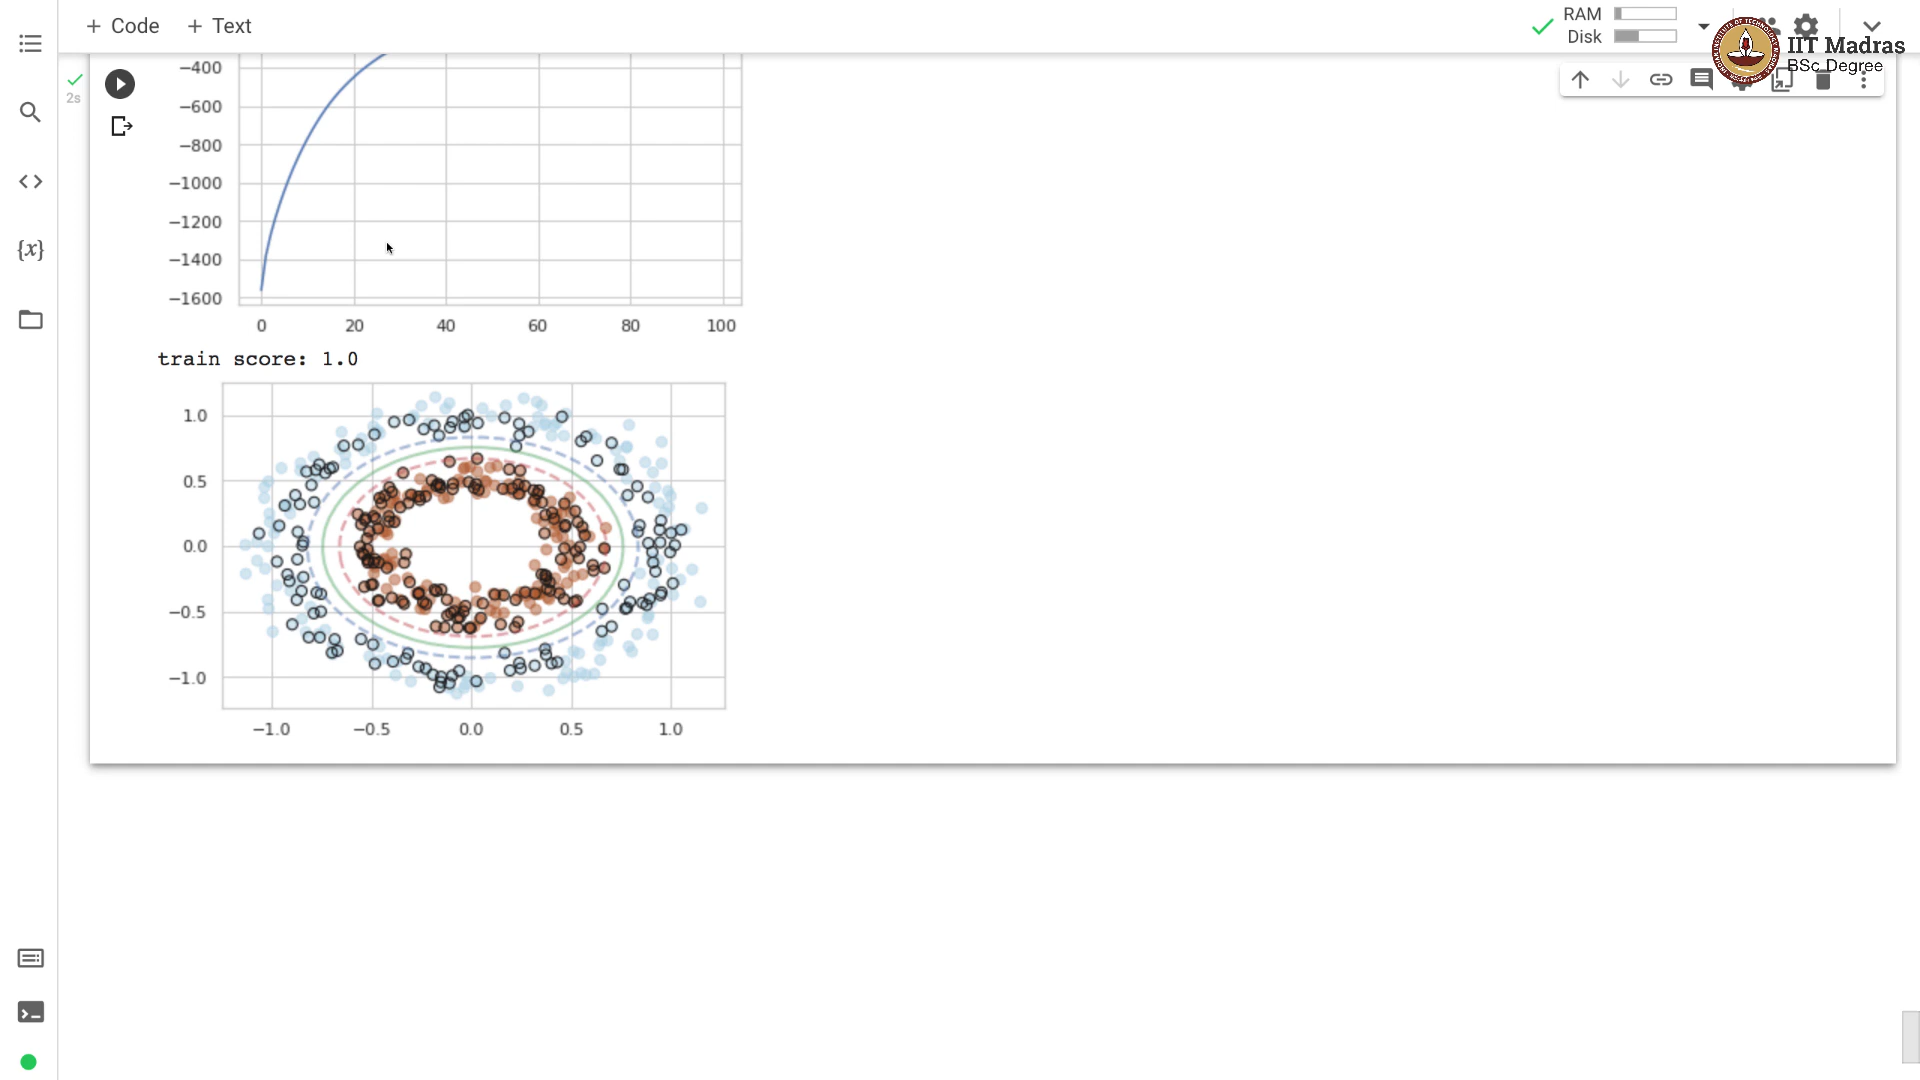 + Code + Text
RAM
Disk
IIT Madras
BSc Degree
2s
−400
−600
−800
−1000
−1200
−1400
−1600
0 20 40 60 80 100
train score: 1.0
1.0
0.5
0.0
−0.5
−1.0
−1.0 −0.5 0.0 0.5 1.0
{x}